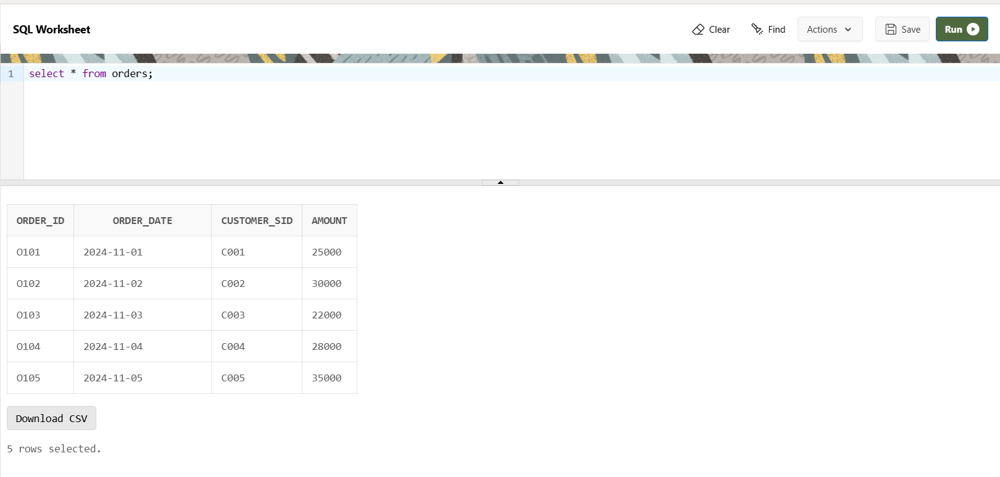 SQL Worksheet
Clear
Find
Actions
Save
Run
1 select * from orders;
ORDER_ID ORDER_DATE CUSTOMER_SID AMOUNT
O101 2024-11-01 C001 25000
O102 2024-11-02 C002 30000
O103 2024-11-03 C003 22000
O104 2024-11-04 C004 28000
O105 2024-11-05 C005 35000
Download CSV
5 rows selected.